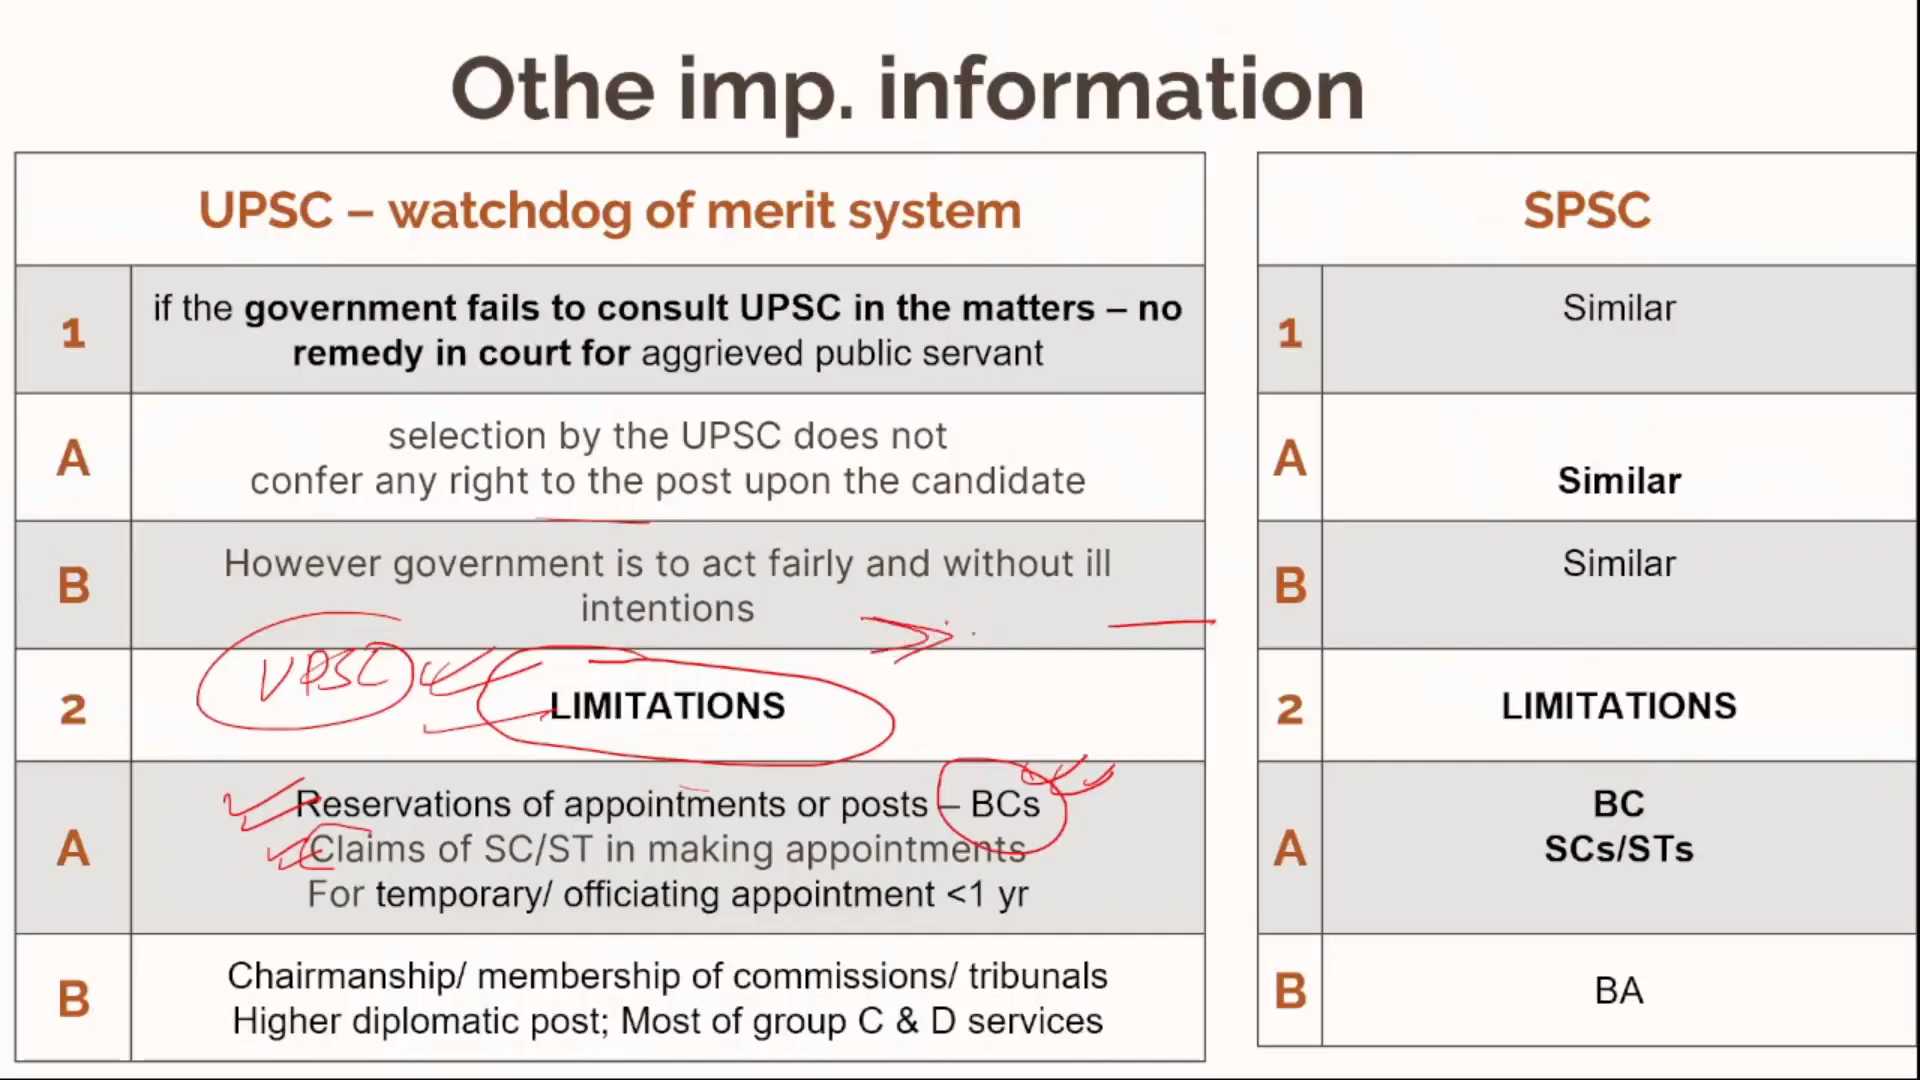 Othe imp. information
UPSC – watchdog of merit system
1
if the government fails to consult UPSC in the matters – no
remedy in court for aggrieved public servant
A
selection by the UPSC does not
confer any right to the post upon the candidate
B
However government is to act fairly and without ill
intentions
UPSC
2
LIMITATIONS
A
Reservations of appointments or posts – BCs
Claims of SC/ST in making appointments
For temporary/ officiating appointment <1 yr
B
Chairmanship/ membership of commissions/ tribunals
Higher diplomatic post; Most of group C & D services
SPSC
1
Similar
A
Similar
B
Similar
2
LIMITATIONS
A
BC
SCs/STs
B
BA